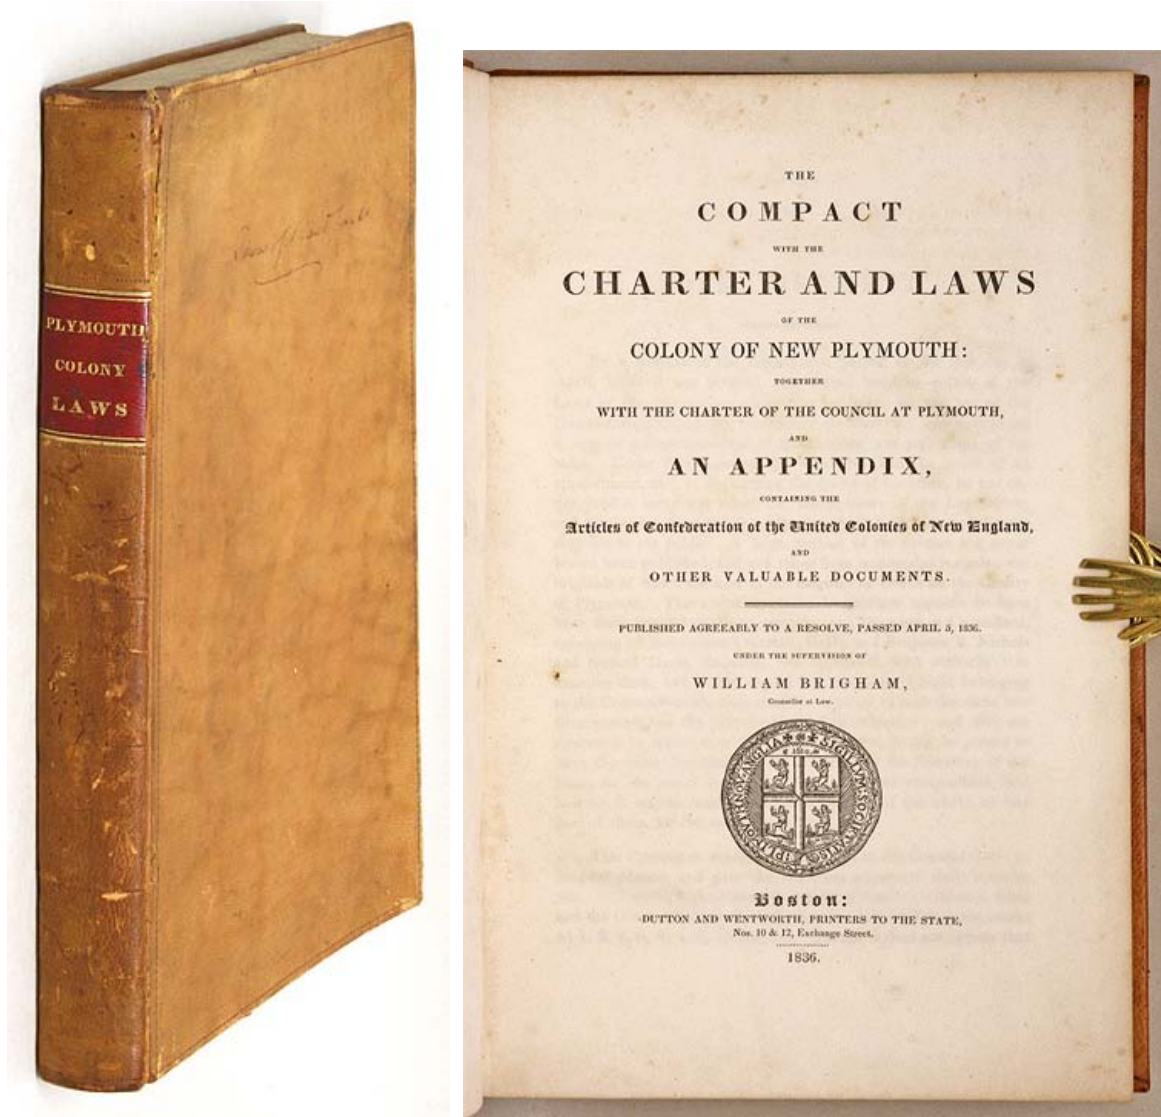 PLYMOUTH
COLONY
LAWS
THE
COMPACT
WITH THE
CHARTER AND LAWS
OF THE
COLONY OF NEW PLYMOUTH:
TOGETHER
WITH THE CHARTER OF THE COUNCIL AT PLYMOUTH,
AND
AN APPENDIX,
CONTAINING THE
Articles of Confederation of the United Colonies of New England,
AND
OTHER VALUABLE DOCUMENTS.
PUBLISHED AGREEABLY TO A RESOLVE, PASSED APRIL 5, 1836.
UNDER THE SUPERVISION OF
WILLIAM BRIGHAM,
Counsellor at Law.
SIGILLVM SOCIETATIS
1620
Boston:
DUTTON AND WENTWORTH, PRINTERS TO THE STATE,
Nos. 10 & 12, Exchange Street.
1836.